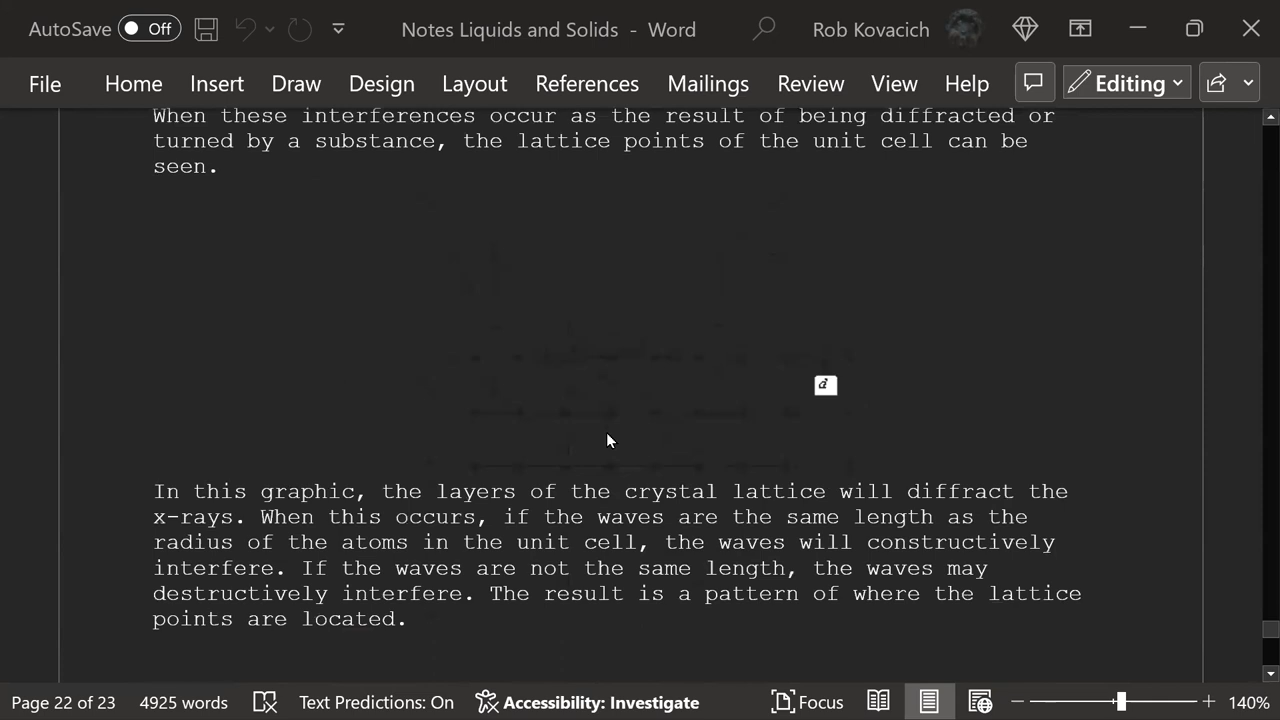 AutoSave Off Notes Liquids and Solids - Word Rob Kovacich
File Home Insert Draw Design Layout References Mailings Review View Help Editing
When these interferences occur as the result of being diffracted or
turned by a substance, the lattice points of the unit cell can be
seen.
d
In this graphic, the layers of the crystal lattice will diffract the
x-rays. When this occurs, if the waves are the same length as the
radius of the atoms in the unit cell, the waves will constructively
interfere. If the waves are not the same length, the waves may
destructively interfere. The result is a pattern of where the lattice
points are located.
Page 22 of 23 4925 words Text Predictions: On Accessibility: Investigate Focus 140%